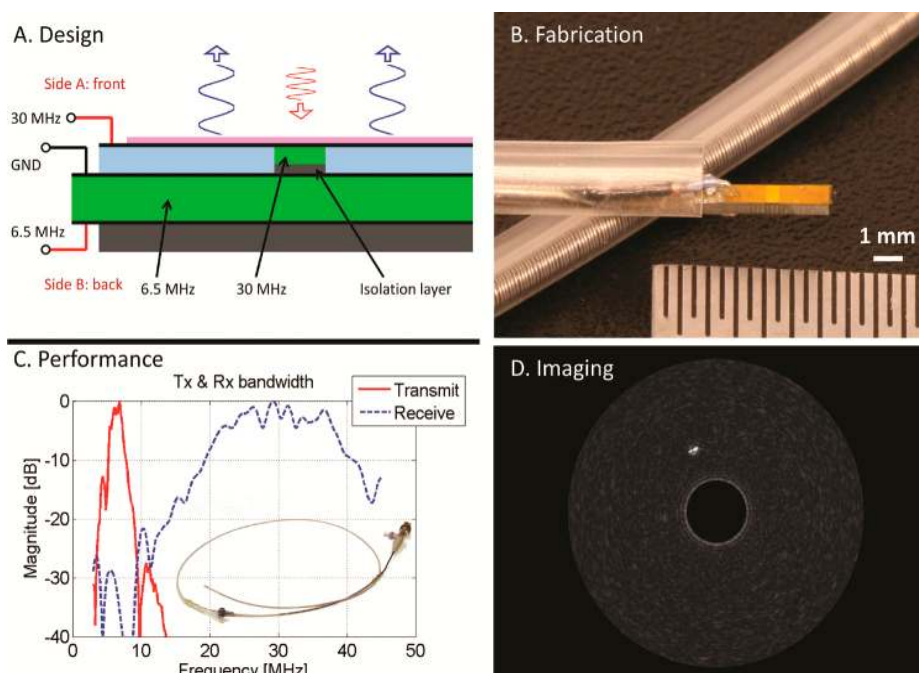 A. Design
Side A: front
30 MHz
GND
6.5 MHz
Side B: back
6.5 MHz
30 MHz
Isolation layer
B. Fabrication
1 mm
C. Performance
Tx & Rx bandwidth
Transmit
Receive
Magnitude [dB]
0
-10
-20
-30
-40
0 10 20 30 40 50
Frequency [MHz]
D. Imaging